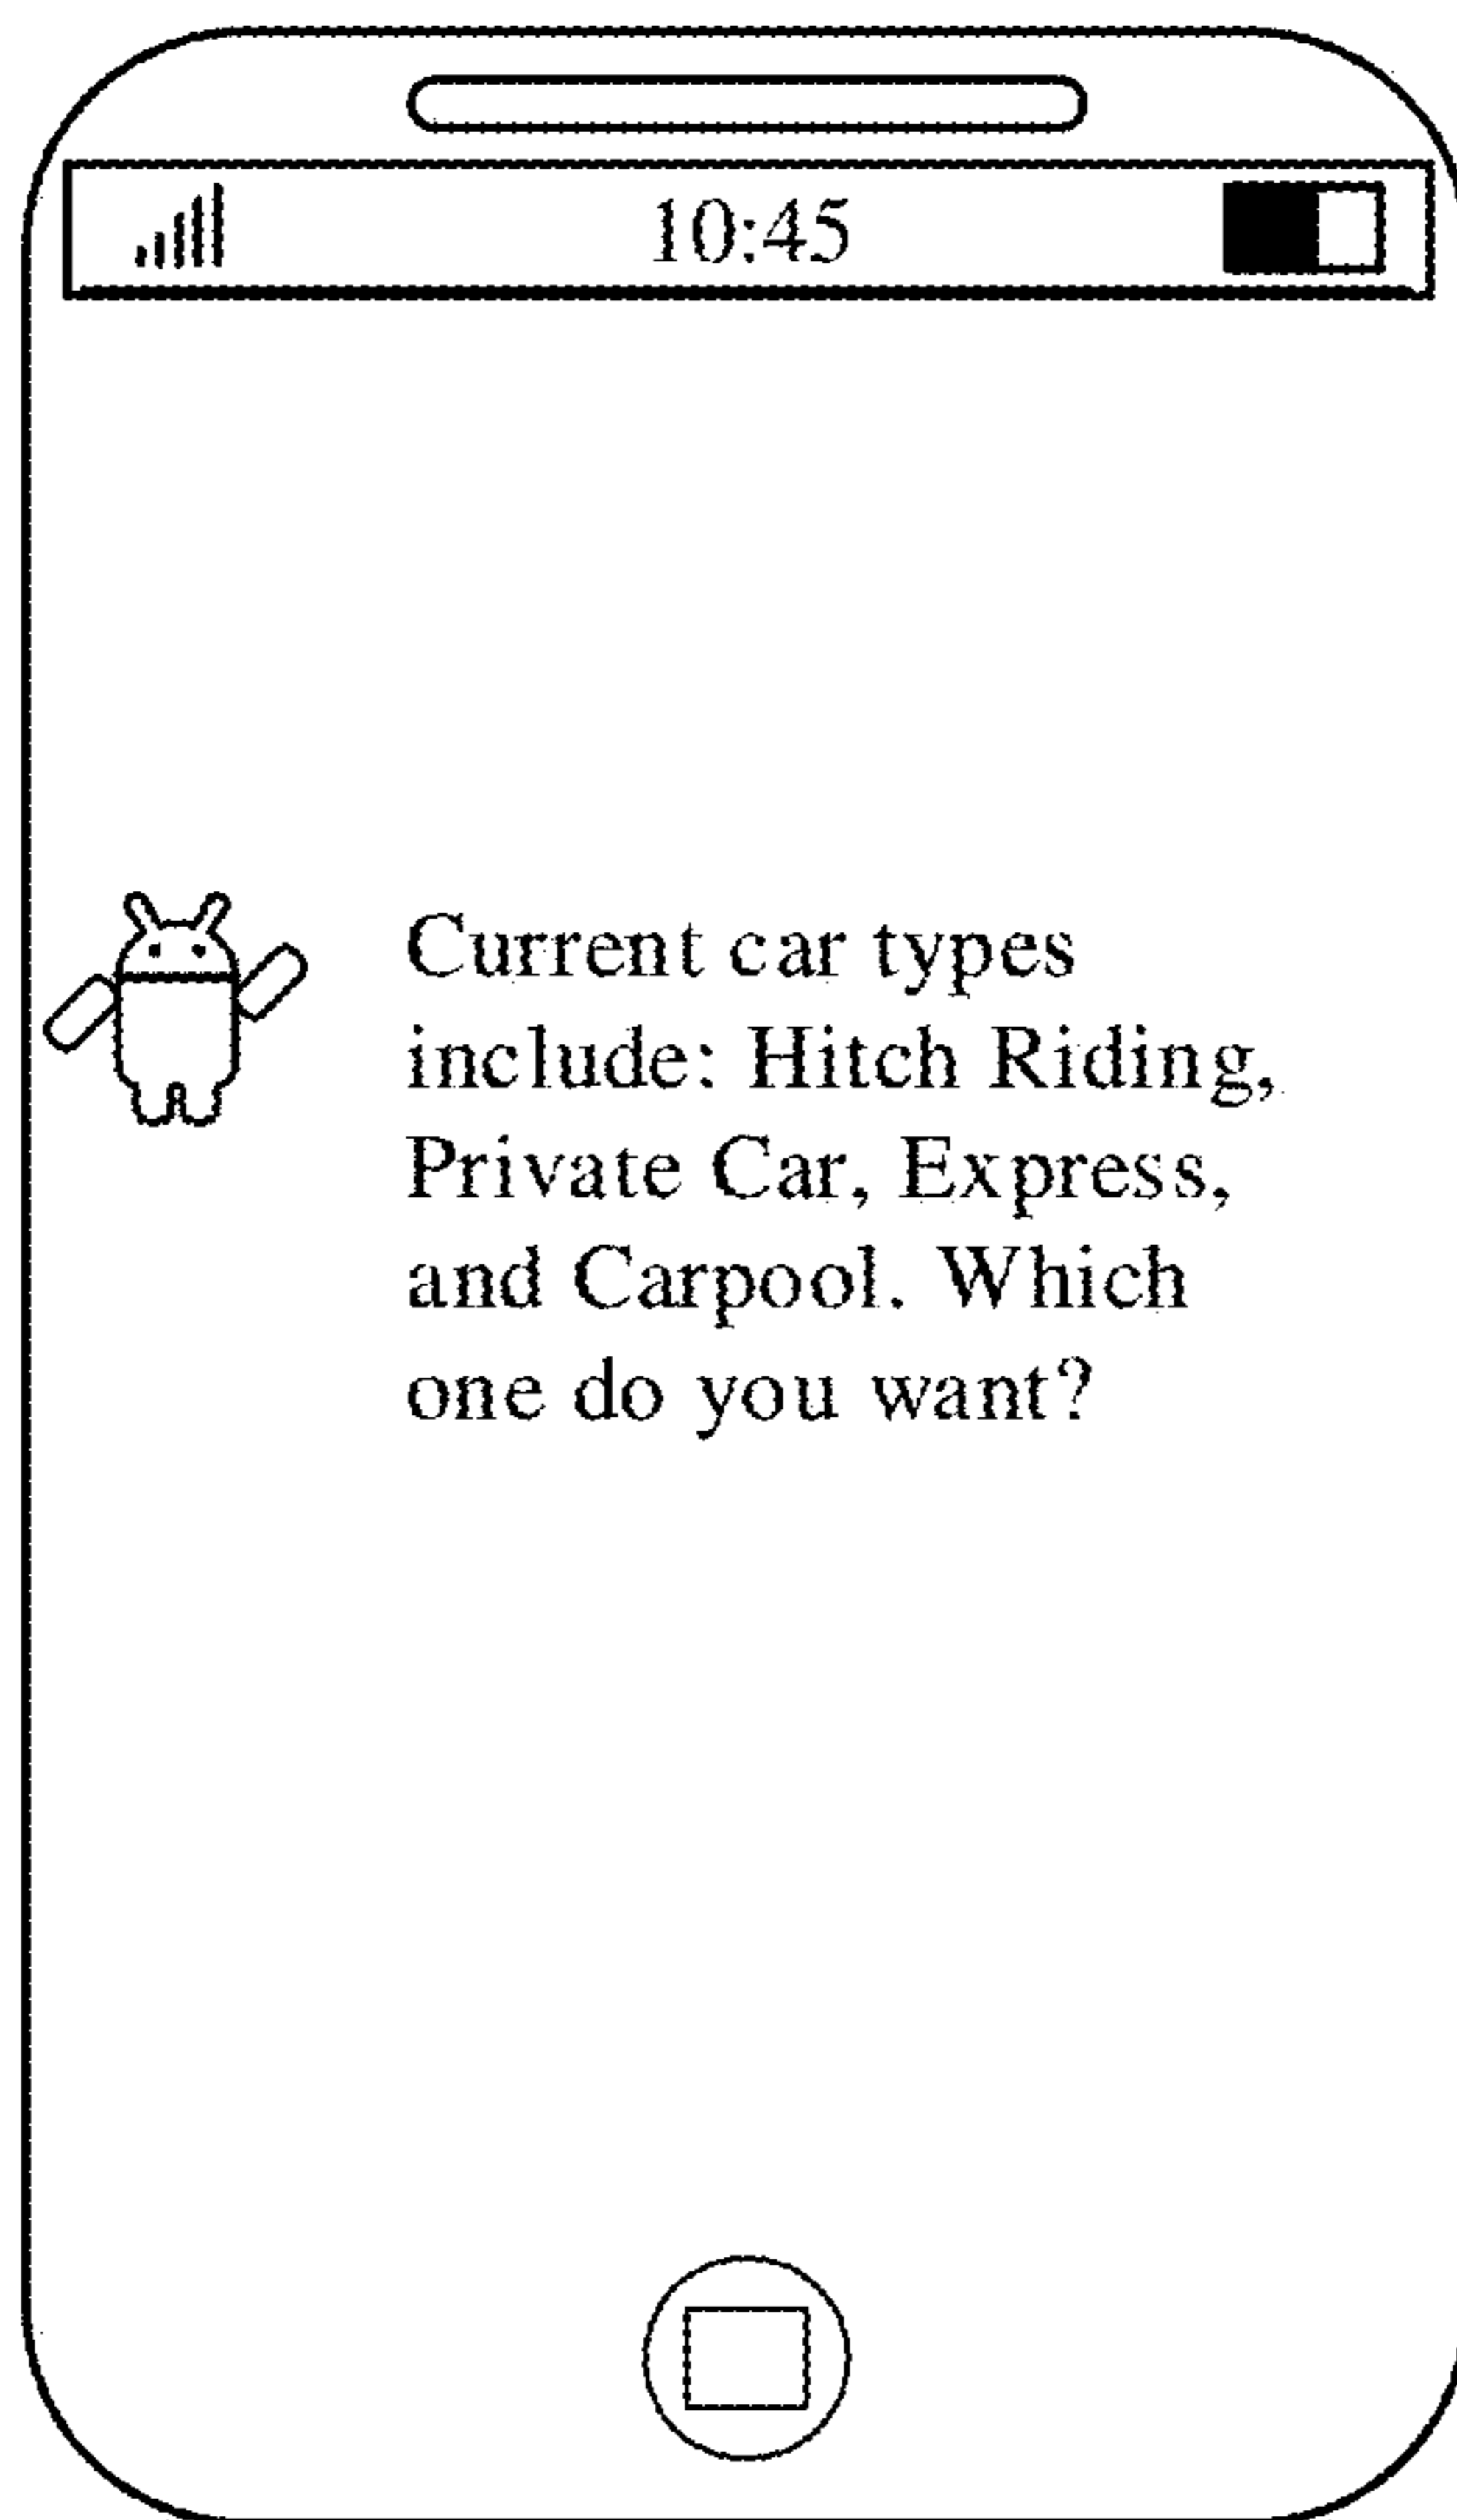 10:45
Current car types
include: Hitch Riding,
Private Car, Express,
and Carpool. Which
one do you want?